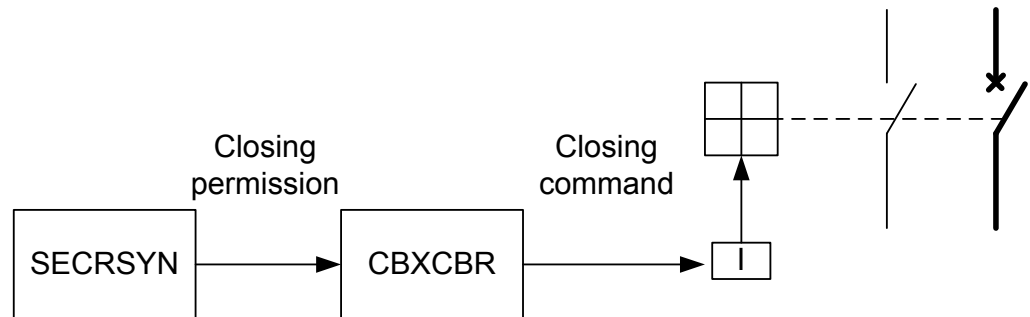 Closing
permission
Closing
command
SECRSYN
CBXCBR
I